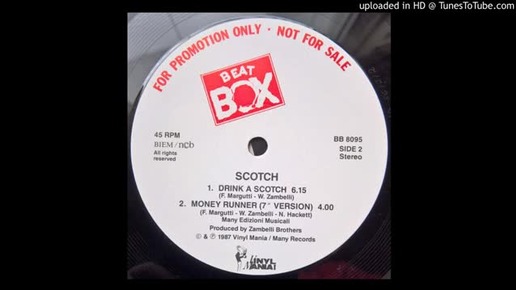 uploaded in HD @ TunesToTube.com
FOR PROMOTION ONLY · NOT FOR SALE
BEAT
BOX
45 RPM
BIEM/ncb
All rights
reserved
BB 8095
SIDE 2
Stereo
SCOTCH
1. DRINK A SCOTCH 6.15
(F. Margutti - W. Zambelli)
2. MONEY RUNNER (7" VERSION) 4.00
(F. Margutti - W. Zambelli - N. Hackett)
Many Edizioni Musicali
Produced by Zambelli Brothers
© & ℗ 1987 Vinyl Mania / Many Records
VINYL
MANIA